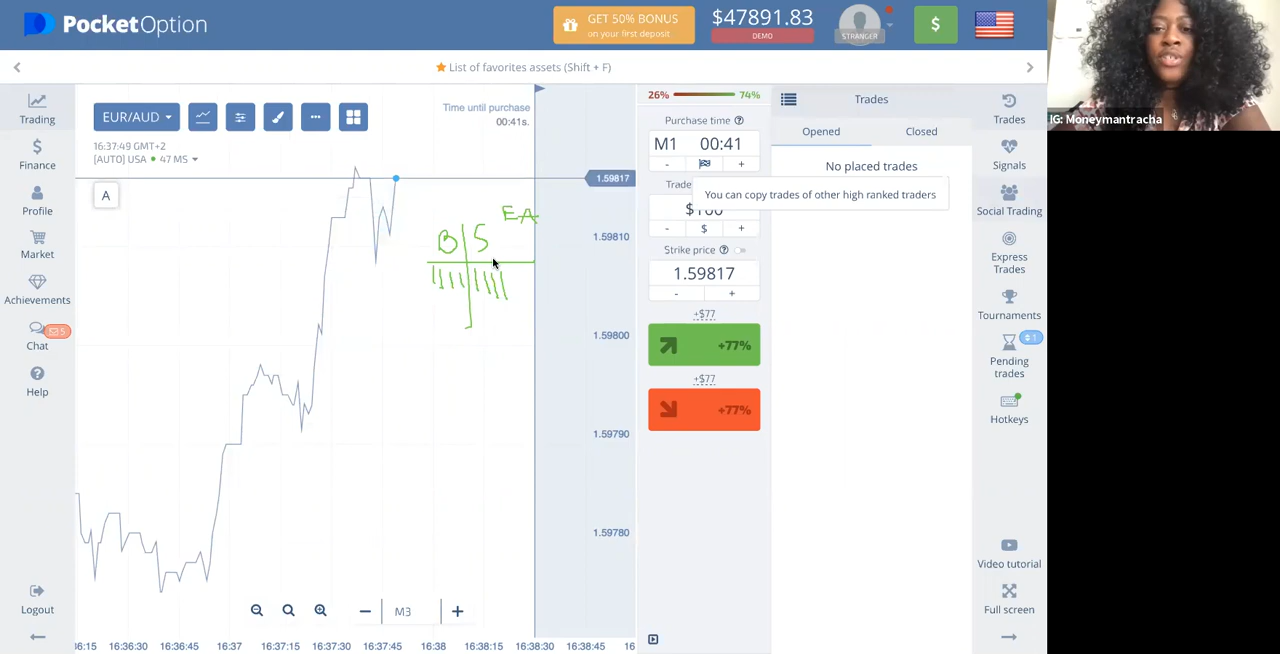 PocketOption
GET 50% BONUS
on your first deposit
$47891.83
DEMO
STRANGER
$
List of favorites assets (Shift + F)
IG: Moneymantracha
Trading
Finance
Profile
Market
Achievements
5
Chat
Help
Logout
EUR/AUD
16:37:49 GMT+2
[AUTO] USA 47 MS
A
Time until purchase
00:41s.
EA
B S
1.59817
1.59810
1.59800
1.59790
1.59780
M3
16:36:30
16:36:45
16:37
16:37:15
16:37:30
16:37:45
16:38
16:38:15
16:38:30
16:38:45
26% 74%
Purchase time
M1 00:41
- +
$100
- $ +
Strike price
1.59817
- +
+$77
+77%
+$77
+77%
Trades
Opened Closed
No placed trades
You can copy trades of other high ranked traders
Trades
Signals
Social Trading
Express
Trades
Tournaments
$1
Pending
trades
Hotkeys
Video tutorial
Full screen